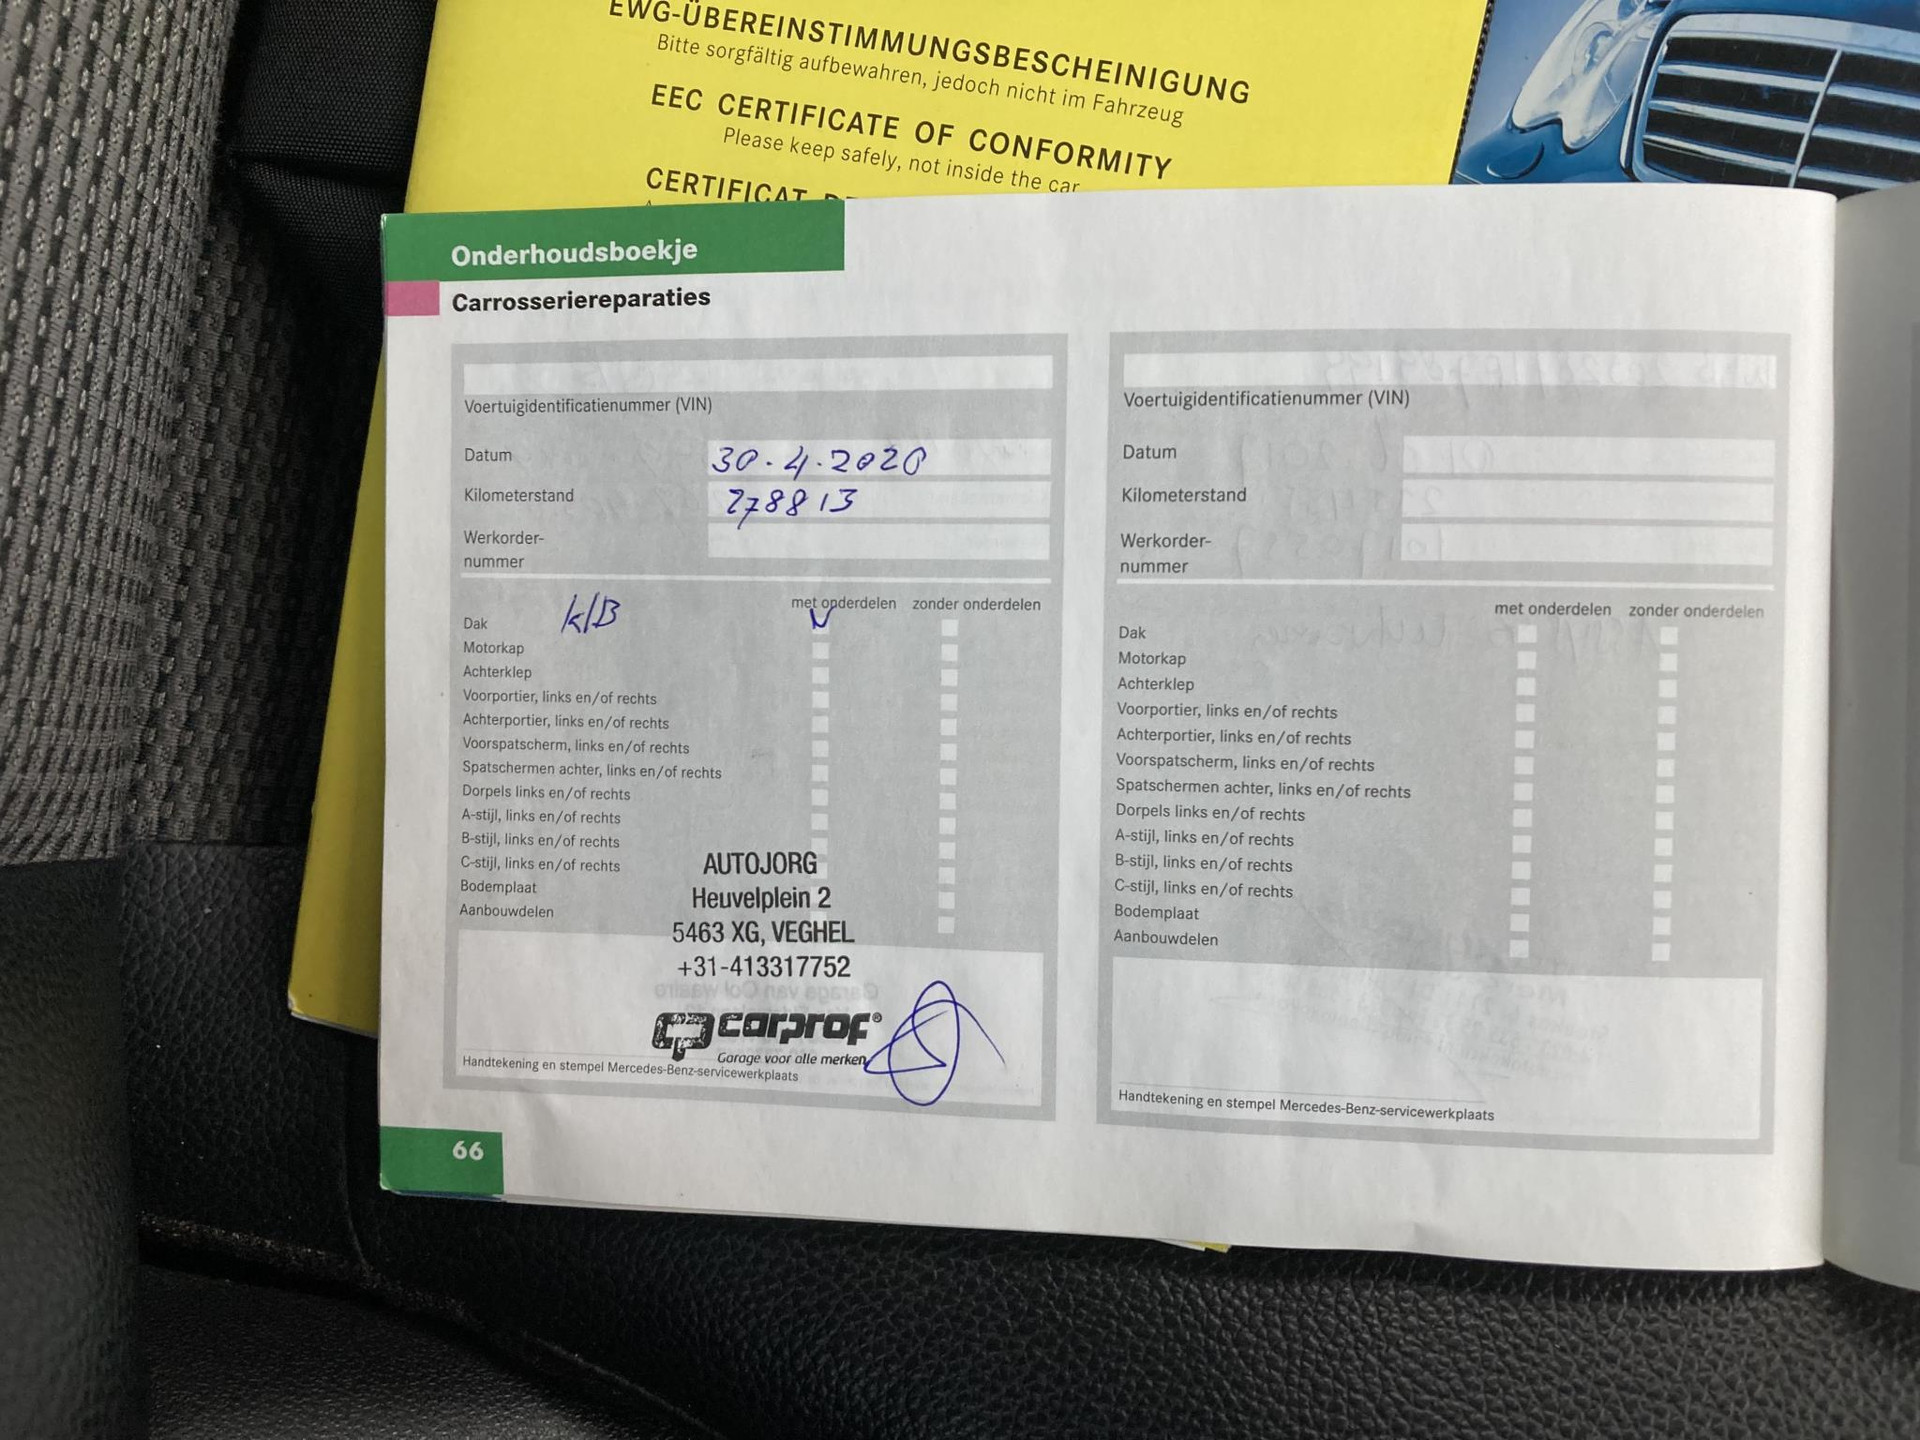 EWG-ÜBEREINSTIMMUNGSBESCHEINIGUNG
Bitte sorgfältig aufbewahren, jedoch nicht im Fahrzeug
EEC CERTIFICATE OF CONFORMITY
Please keep safely, not inside the car
CERTIFICAT
Onderhoudsboekje
Carrosseriereparaties
Voertuigidentificatienummer (VIN)
Datum 30.4.2020
Kilometerstand 278813
Werkorder-
nummer
met onderdelen zonder onderdelen
Dak K/B
Motorkap
Achterklep
Voorportier, links en/of rechts
Achterportier, links en/of rechts
Voorspatscherm, links en/of rechts
Spatschermen achter, links en/of rechts
Dorpels links en/of rechts
A-stijl, links en/of rechts
B-stijl, links en/of rechts
C-stijl, links en/of rechts
Bodemplaat
Aanbouwdelen
AUTOJORG
Heuvelplein 2
5463 XG, VEGHEL
+31-413317752
cp carprof®
Garage voor alle merken
Handtekening en stempel Mercedes-Benz-servicewerkplaats
66
Voertuigidentificatienummer (VIN)
Datum
Kilometerstand
Werkorder-
nummer
met onderdelen zonder onderdelen
Dak
Motorkap
Achterklep
Voorportier, links en/of rechts
Achterportier, links en/of rechts
Voorspatscherm, links en/of rechts
Spatschermen achter, links en/of rechts
Dorpels links en/of rechts
A-stijl, links en/of rechts
B-stijl, links en/of rechts
C-stijl, links en/of rechts
Bodemplaat
Aanbouwdelen
Handtekening en stempel Mercedes-Benz-servicewerkplaats